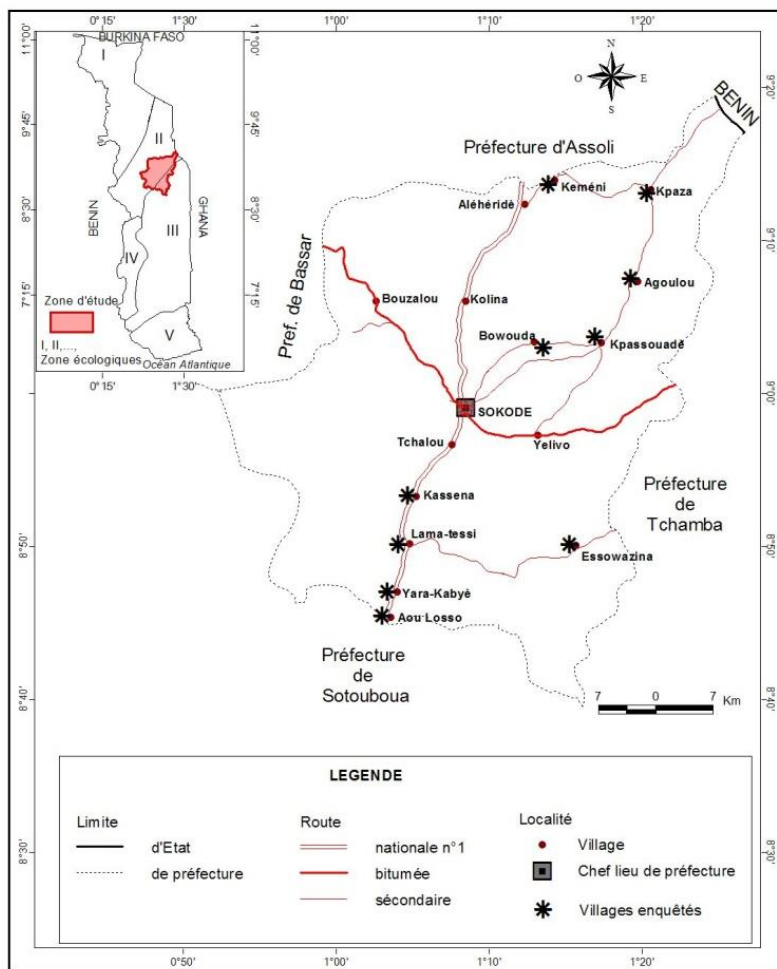 1°00'
1°10'
1°20'
0°15'
1°30'
BURKINA FASO
11°00'
11°00'
I
9°45'
9°45'
II
8°30'
8°30'
BENIN
GHANA
III
IV
7°15'
7°15'
Zone d'étude
V
I, II,...,
Zone écologiques
Océan Atlantique
0°15'
1°30'
N
O
E
S
9°20'
BENIN
Préfecture d'Assoli
Keméni
Kpaza
Aléhéridé
9°10'
Pref. de Bassar
Agoulou
Bouzalou
Kolina
Bowouda
Kpassouadé
9°00'
SOKODE
Tchalou
Yelivo
Kassena
Préfecture
de
Tchamba
8°50'
8°50'
Lama-tessi
Essowazina
Yara-Kabyè
Aou-Losso
Préfecture
de
Sotouboua
8°40'
8°40'
7
0
7
Km
LEGENDE
Limite
Route
Localité
d'Etat
nationale n°1
Village
de préfecture
bitumée
Chef lieu de préfecture
sécondaire
Villages enquêtés
8°30'
8°30'
0°50'
1°00'
1°10'
1°20'